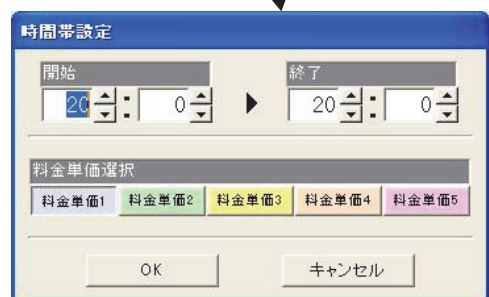 時間帯設定
開始 終了
20 : 0 ▶ 20 : 0
料金単価選択
料金単価1 料金単価2 料金単価3 料金単価4 料金単価5
OK キャンセル